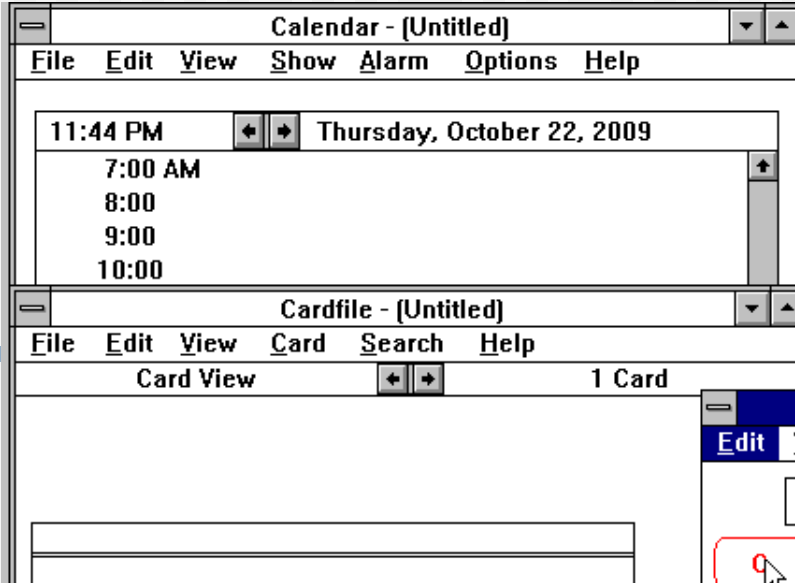 Calendar - (Untitled)
File Edit View Show Alarm Options Help
11:44 PM Thursday, October 22, 2009
7:00 AM
8:00
9:00
10:00
Cardfile - (Untitled)
File Edit View Card Search Help
Card View 1 Card
Edit